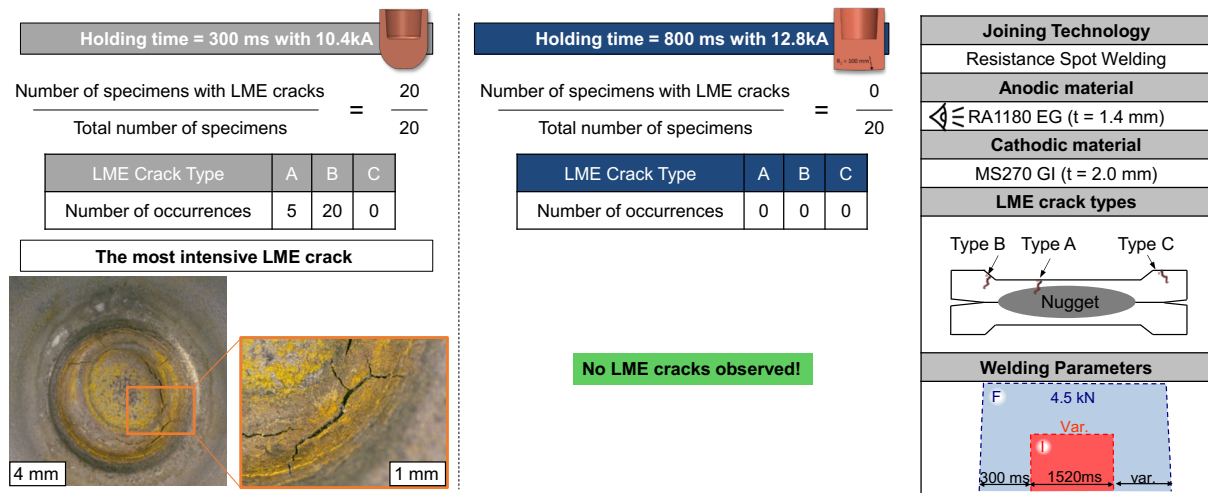 Holding time = 300 ms with 10.4kA
Number of specimens with LME cracks
Total number of specimens
=
20
20
LME Crack Type A B C
Number of occurrences 5 20 0
The most intensive LME crack
4 mm
1 mm
Holding time = 800 ms with 12.8kA
Number of specimens with LME cracks
Total number of specimens
=
0
20
LME Crack Type A B C
Number of occurrences 0 0 0
No LME cracks observed!
Joining Technology
Resistance Spot Welding
Anodic material
RA1180 EG (t = 1.4 mm)
Cathodic material
MS270 GI (t = 2.0 mm)
LME crack types
Type B Type A Type C
Nugget
Welding Parameters
F 4.5 kN
Var.
I
300 ms 1520ms var.